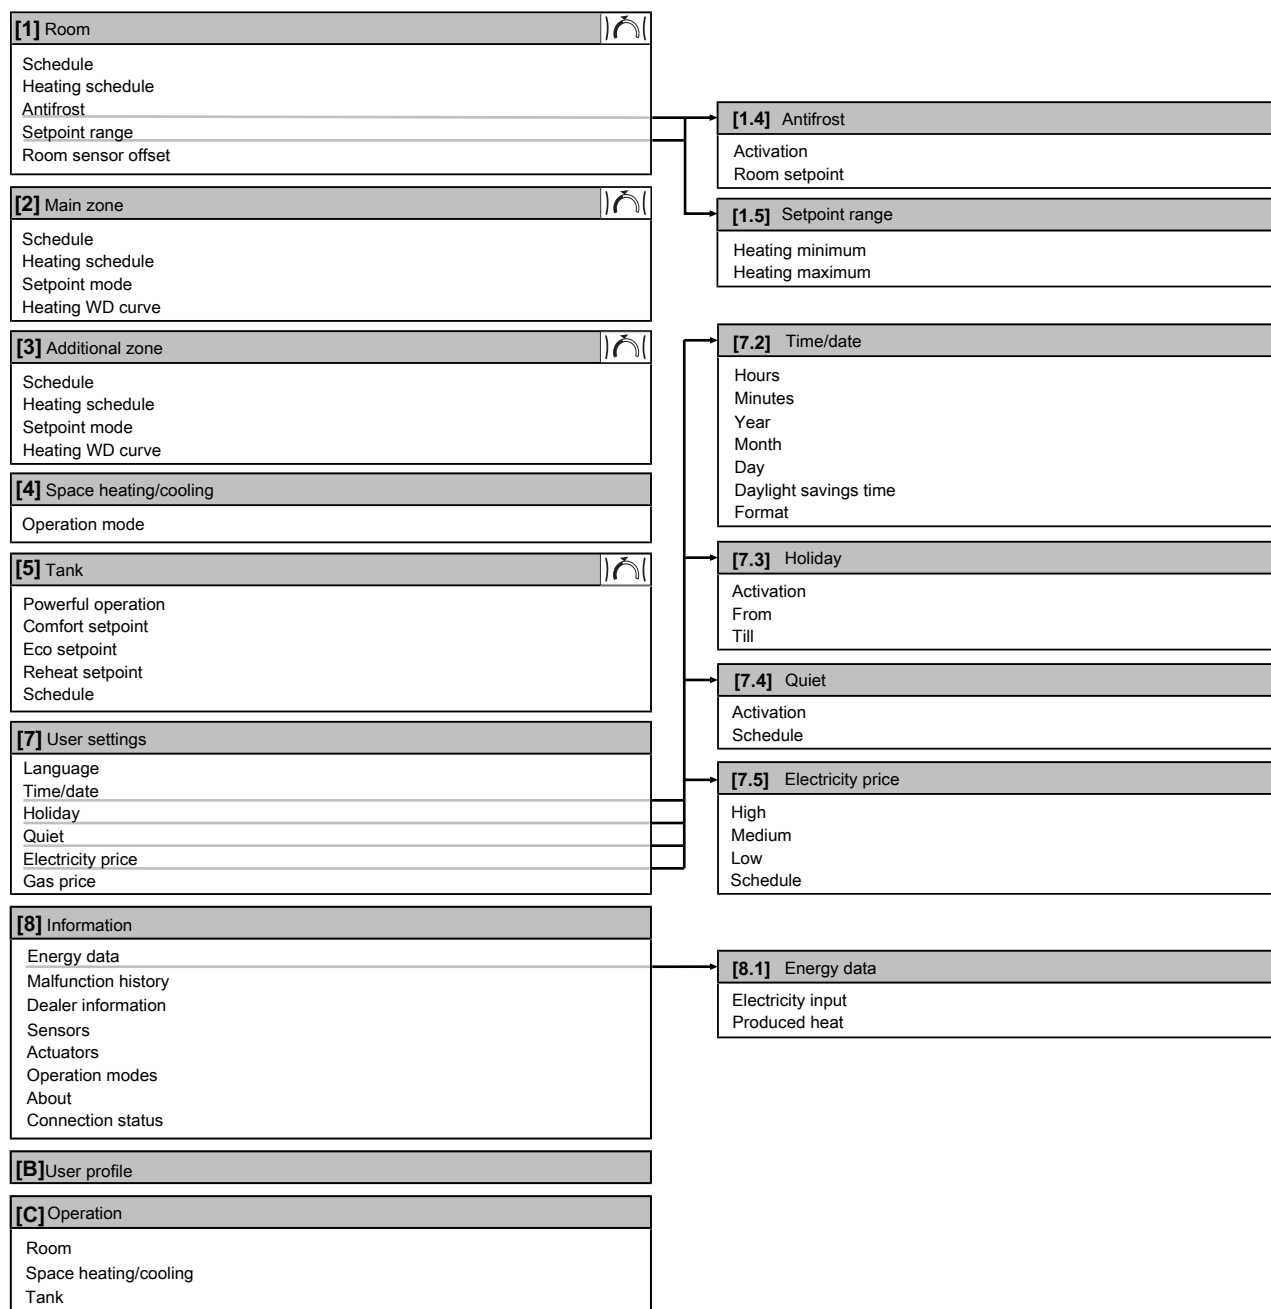 [1] Room
Schedule
Heating schedule
Antifrost
Setpoint range
Room sensor offset
[2] Main zone
Schedule
Heating schedule
Setpoint mode
Heating WD curve
[3] Additional zone
Schedule
Heating schedule
Setpoint mode
Heating WD curve
[4] Space heating/cooling
Operation mode
[5] Tank
Powerful operation
Comfort setpoint
Eco setpoint
Reheat setpoint
Schedule
[7] User settings
Language
Time/date
Holiday
Quiet
Electricity price
Gas price
[8] Information
Energy data
Malfunction history
Dealer information
Sensors
Actuators
Operation modes
About
Connection status
[B] User profile
[C] Operation
Room
Space heating/cooling
Tank
[1.4] Antifrost
Activation
Room setpoint
[1.5] Setpoint range
Heating minimum
Heating maximum
[7.2] Time/date
Hours
Minutes
Year
Month
Day
Daylight savings time
Format
[7.3] Holiday
Activation
From
Till
[7.4] Quiet
Activation
Schedule
[7.5] Electricity price
High
Medium
Low
Schedule
[8.1] Energy data
Electricity input
Produced heat